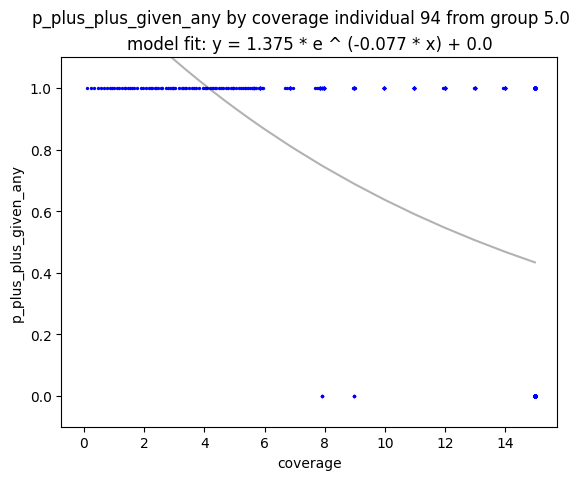 p_plus_plus_given_any by coverage individual 94 from group 5.0
model fit: y = 1.375 * e ^ (-0.077 * x) + 0.0
1.0
0.8
0.6
0.4
0.2
0.0
p_plus_plus_given_any
0 2 4 6 8 10 12 14
coverage